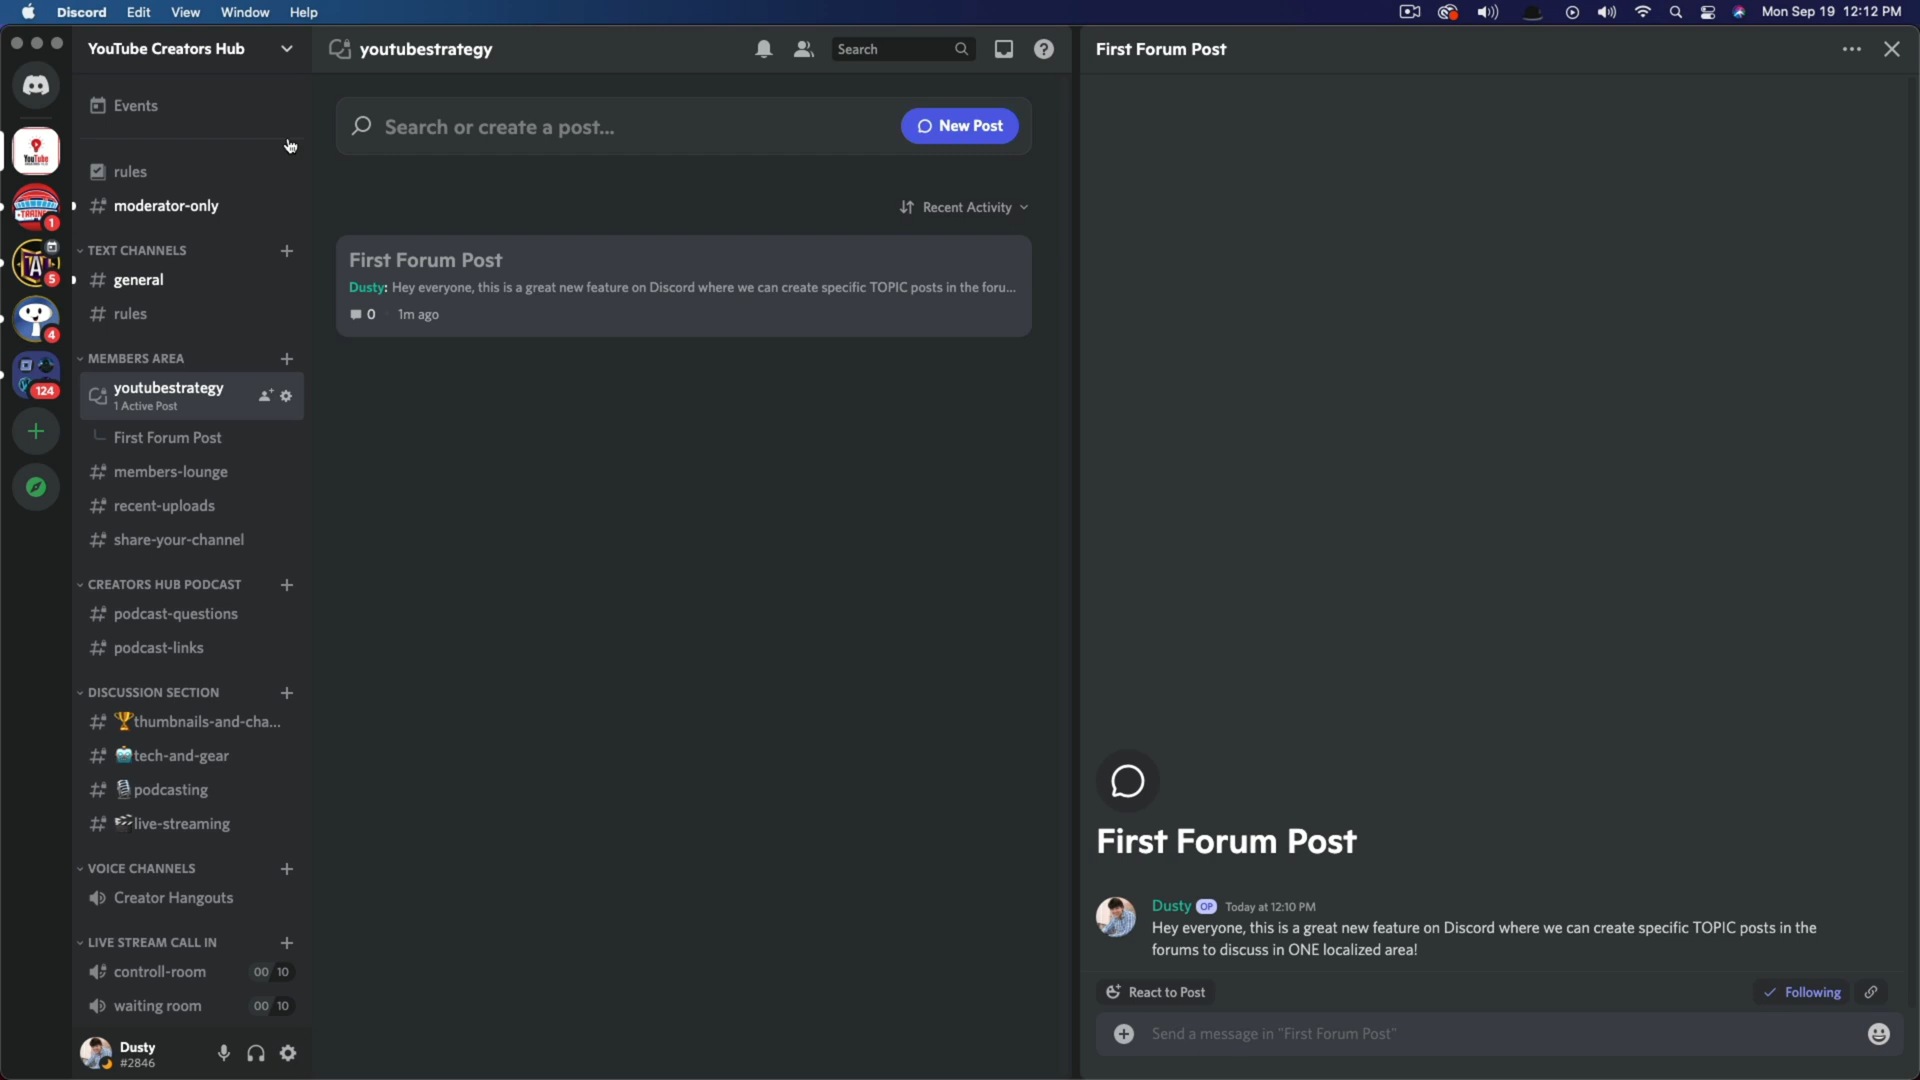 Discord Edit View Window Help
Mon Sep 19 12:12 PM
YouTube Creators Hub
Events
rules
moderator-only
TEXT CHANNELS
general
rules
MEMBERS AREA
youtubestrategy
1 Active Post
First Forum Post
members-lounge
recent-uploads
share-your-channel
CREATORS HUB PODCAST
podcast-questions
podcast-links
DISCUSSION SECTION
🏆thumbnails-and-cha...
🤖tech-and-gear
🎙podcasting
🎬live-streaming
VOICE CHANNELS
Creator Hangouts
LIVE STREAM CALL IN
controll-room 00 10
waiting room 00 10
Dusty
#2846
YouTube
TRAIN
1
5
4
124
youtubestrategy
Search
Search or create a post...
New Post
Recent Activity
First Forum Post
Dusty: Hey everyone, this is a great new feature on Discord where we can create specific TOPIC posts in the foru...
0 · 1m ago
First Forum Post
First Forum Post
Dusty OP Today at 12:10 PM
Hey everyone, this is a great new feature on Discord where we can create specific TOPIC posts in the
forums to discuss in ONE localized area!
React to Post
Following
Send a message in "First Forum Post"